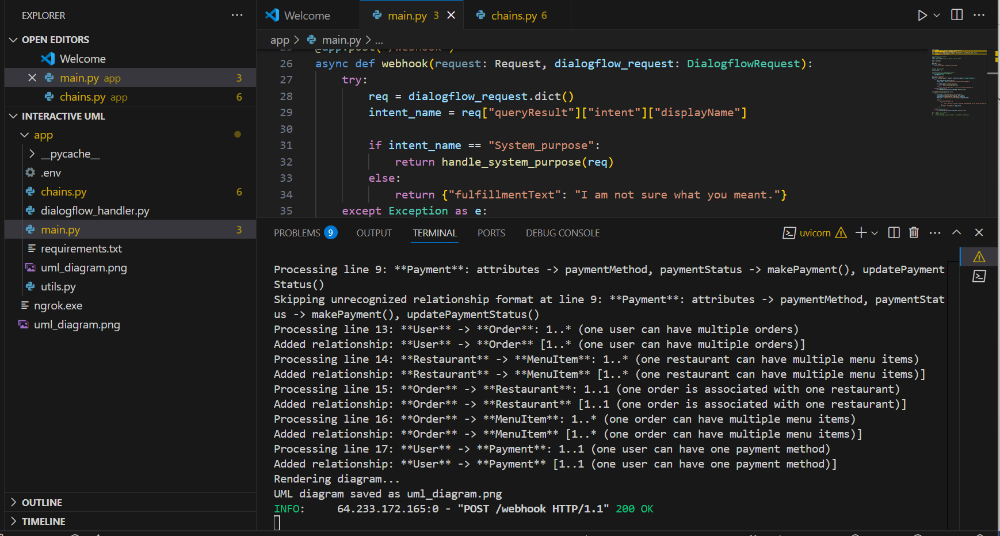 EXPLORER
OPEN EDITORS
Welcome
main.py app 3
chains.py app 6
INTERACTIVE UML
app
__pycache__
.env
chains.py 6
dialogflow_handler.py
main.py 3
requirements.txt
uml_diagram.png
utils.py
ngrok.exe
uml_diagram.png
OUTLINE
TIMELINE
Welcome
main.py 3
chains.py 6
app > main.py > ...
25 @app.post("/webhook")
26 async def webhook(request: Request, dialogflow_request: DialogflowRequest):
27 try:
28 req = dialogflow_request.dict()
29 intent_name = req["queryResult"]["intent"]["displayName"]
30
31 if intent_name == "System_purpose":
32 return handle_system_purpose(req)
33 else:
34 return {"fulfillmentText": "I am not sure what you meant."}
35 except Exception as e:
PROBLEMS 9 OUTPUT TERMINAL PORTS DEBUG CONSOLE
uvicorn
Processing line 9: **Payment**: attributes -> paymentMethod, paymentStatus -> makePayment(), updatePayment
Status()
Skipping unrecognized relationship format at line 9: **Payment**: attributes -> paymentMethod, paymentStat
us -> makePayment(), updatePaymentStatus()
Processing line 13: **User** -> **Order**: 1..* (one user can have multiple orders)
Added relationship: **User** -> **Order** [1..* (one user can have multiple orders)]
Processing line 14: **Restaurant** -> **MenuItem**: 1..* (one restaurant can have multiple menu items)
Added relationship: **Restaurant** -> **MenuItem** [1..* (one restaurant can have multiple menu items)]
Processing line 15: **Order** -> **Restaurant**: 1..1 (one order is associated with one restaurant)
Added relationship: **Order** -> **Restaurant** [1..1 (one order is associated with one restaurant)]
Processing line 16: **Order** -> **MenuItem**: 1..* (one order can have multiple menu items)
Added relationship: **Order** -> **MenuItem** [1..* (one order can have multiple menu items)]
Processing line 17: **User** -> **Payment**: 1..1 (one user can have one payment method)
Added relationship: **User** -> **Payment** [1..1 (one user can have one payment method)]
Rendering diagram...
UML diagram saved as uml_diagram.png
INFO: 64.233.172.165:0 - "POST /webhook HTTP/1.1" 200 OK